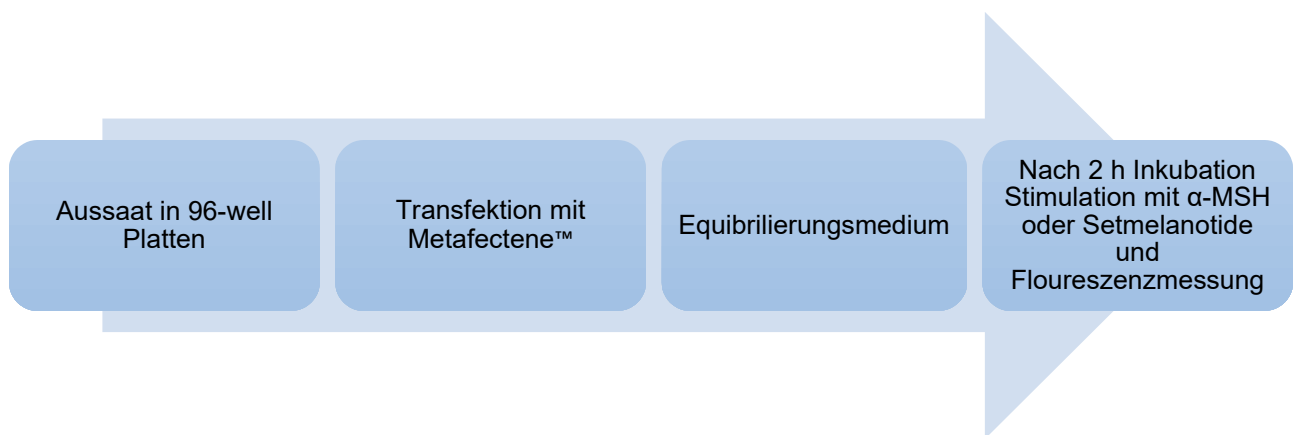 Aussaat in 96-well
Platten
Transfektion mit
Metafectene™
Equibrilierungsmedium
Nach 2 h Inkubation
Stimulation mit α-MSH
oder Setmelanotide
und
Floureszenzmessung